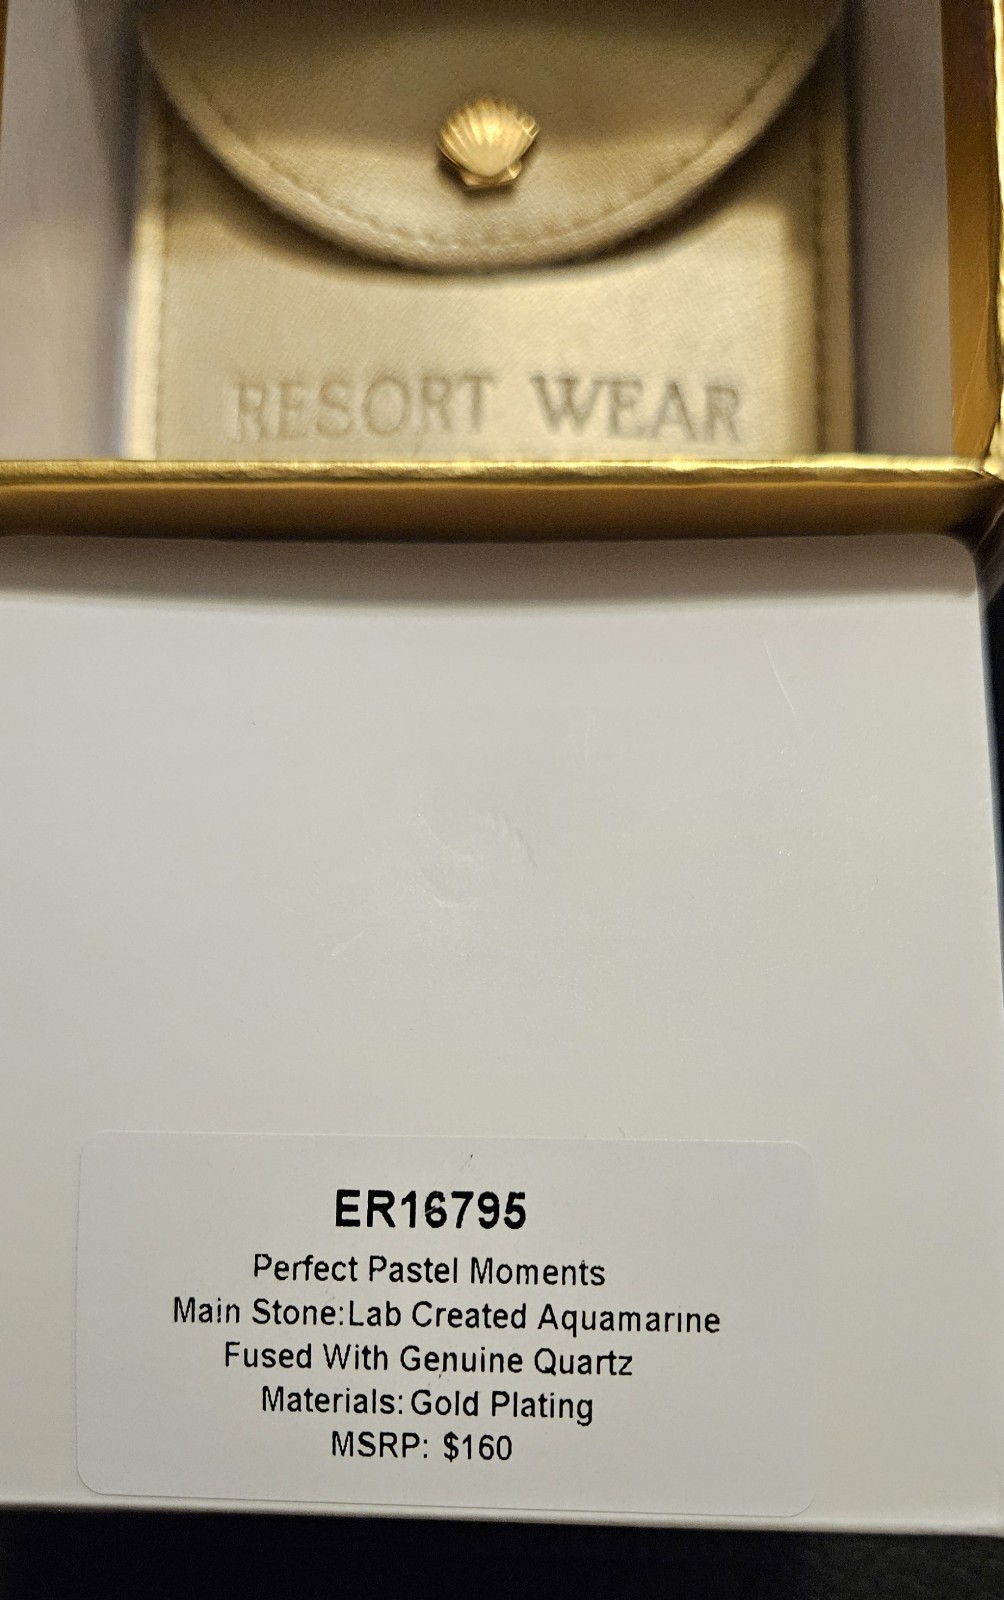 RESORT WEAR
ER16795
Perfect Pastel Moments
Main Stone:Lab Created Aquamarine
Fused With Genuine Quartz
Materials: Gold Plating
MSRP: $160